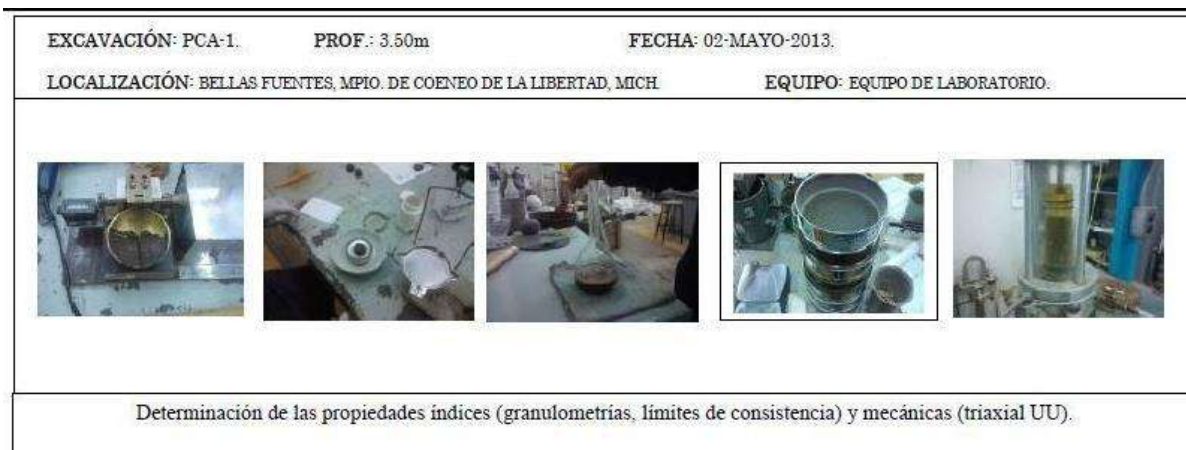 EXCAVACIÓN: PCA-1. PROF.: 3.50m FECHA: 02-MAYO-2013.
LOCALIZACIÓN: BELLAS FUENTES, MPIO. DE COENEO DE LA LIBERTAD, MICH. EQUIPO: EQUIPO DE LABORATORIO.
Determinación de las propiedades índices (granulometrías, límites de consistencia) y mecánicas (triaxial UU).